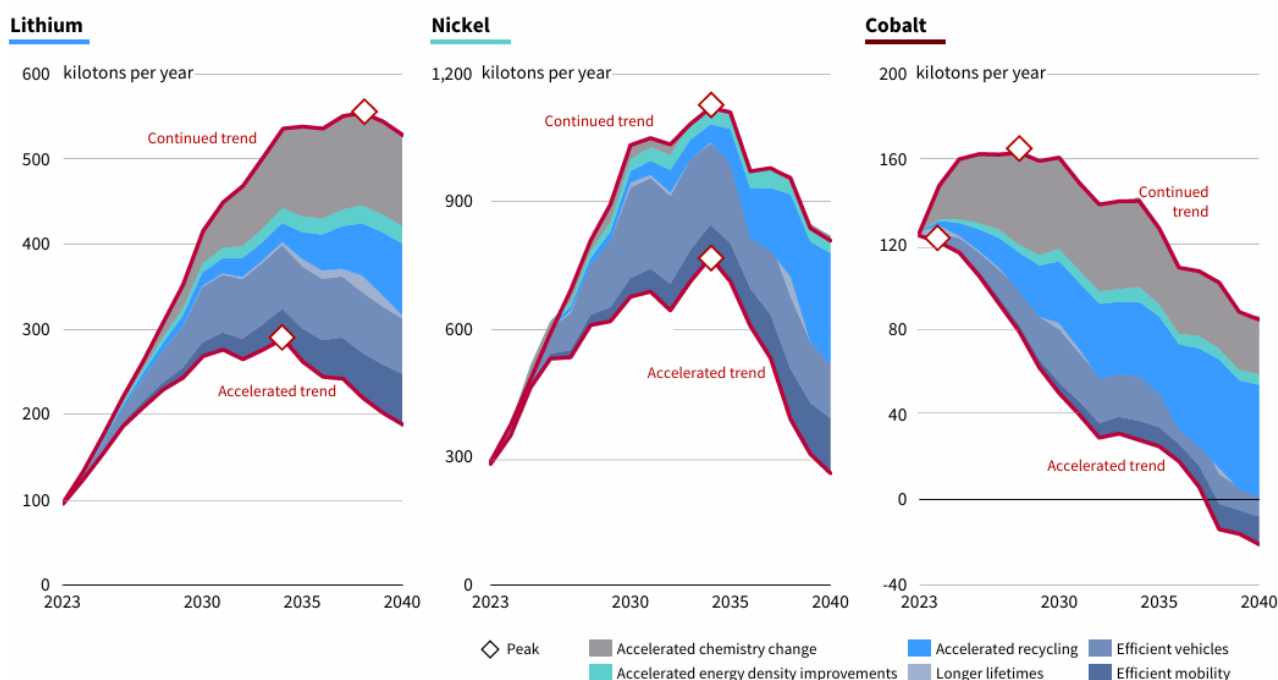 Lithium
600 kilotons per year
500
400
300
200
100
0
Continued trend
Accelerated trend
2023 2030 2035 2040
Nickel
1,200 kilotons per year
900
600
300
0
Continued trend
Accelerated trend
2023 2030 2035 2040
Cobalt
200 kilotons per year
160
120
80
40
0
-40
Continued
trend
Accelerated trend
2023 2030 2035 2040
Peak
Accelerated chemistry change
Accelerated recycling
Efficient vehicles
Accelerated energy density improvements
Longer lifetimes
Efficient mobility